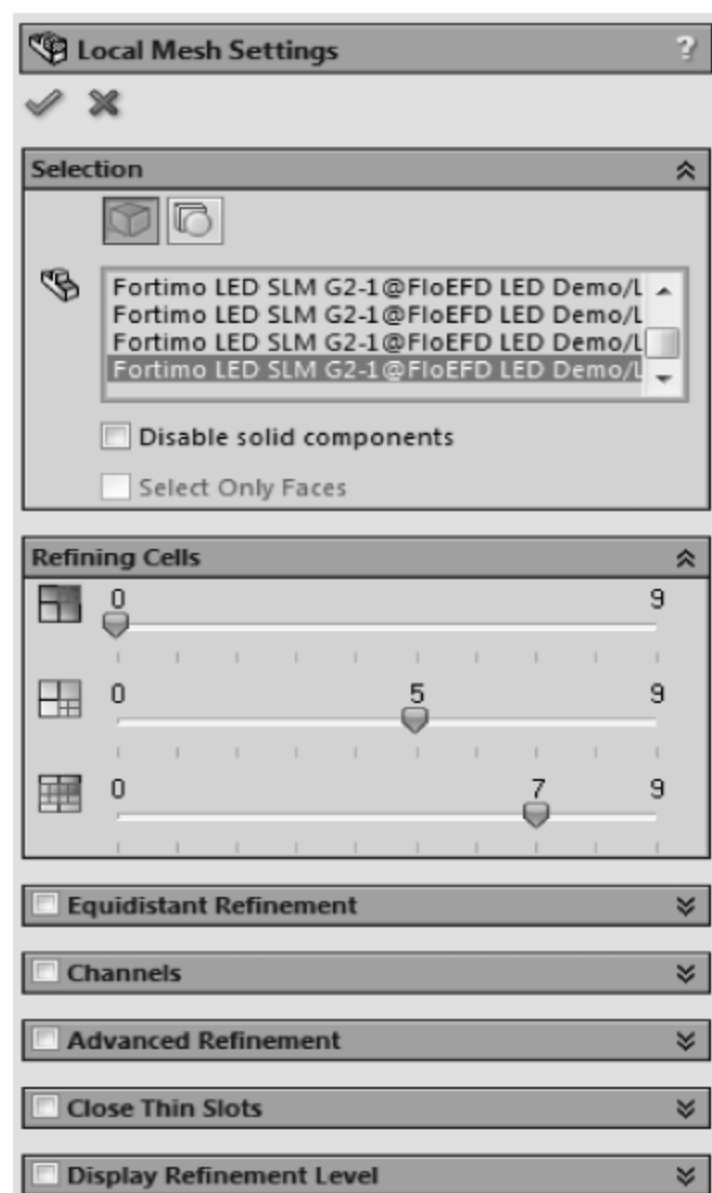 Local Mesh Settings ?
Selection
Fortimo LED SLM G2-1@FloEFD LED Demo/L
Fortimo LED SLM G2-1@FloEFD LED Demo/L
Fortimo LED SLM G2-1@FloEFD LED Demo/L
Fortimo LED SLM G2-1@FloEFD LED Demo/L
Disable solid components
Select Only Faces
Refining Cells
0 9
0 5 9
0 7 9
Equidistant Refinement
Channels
Advanced Refinement
Close Thin Slots
Display Refinement Level